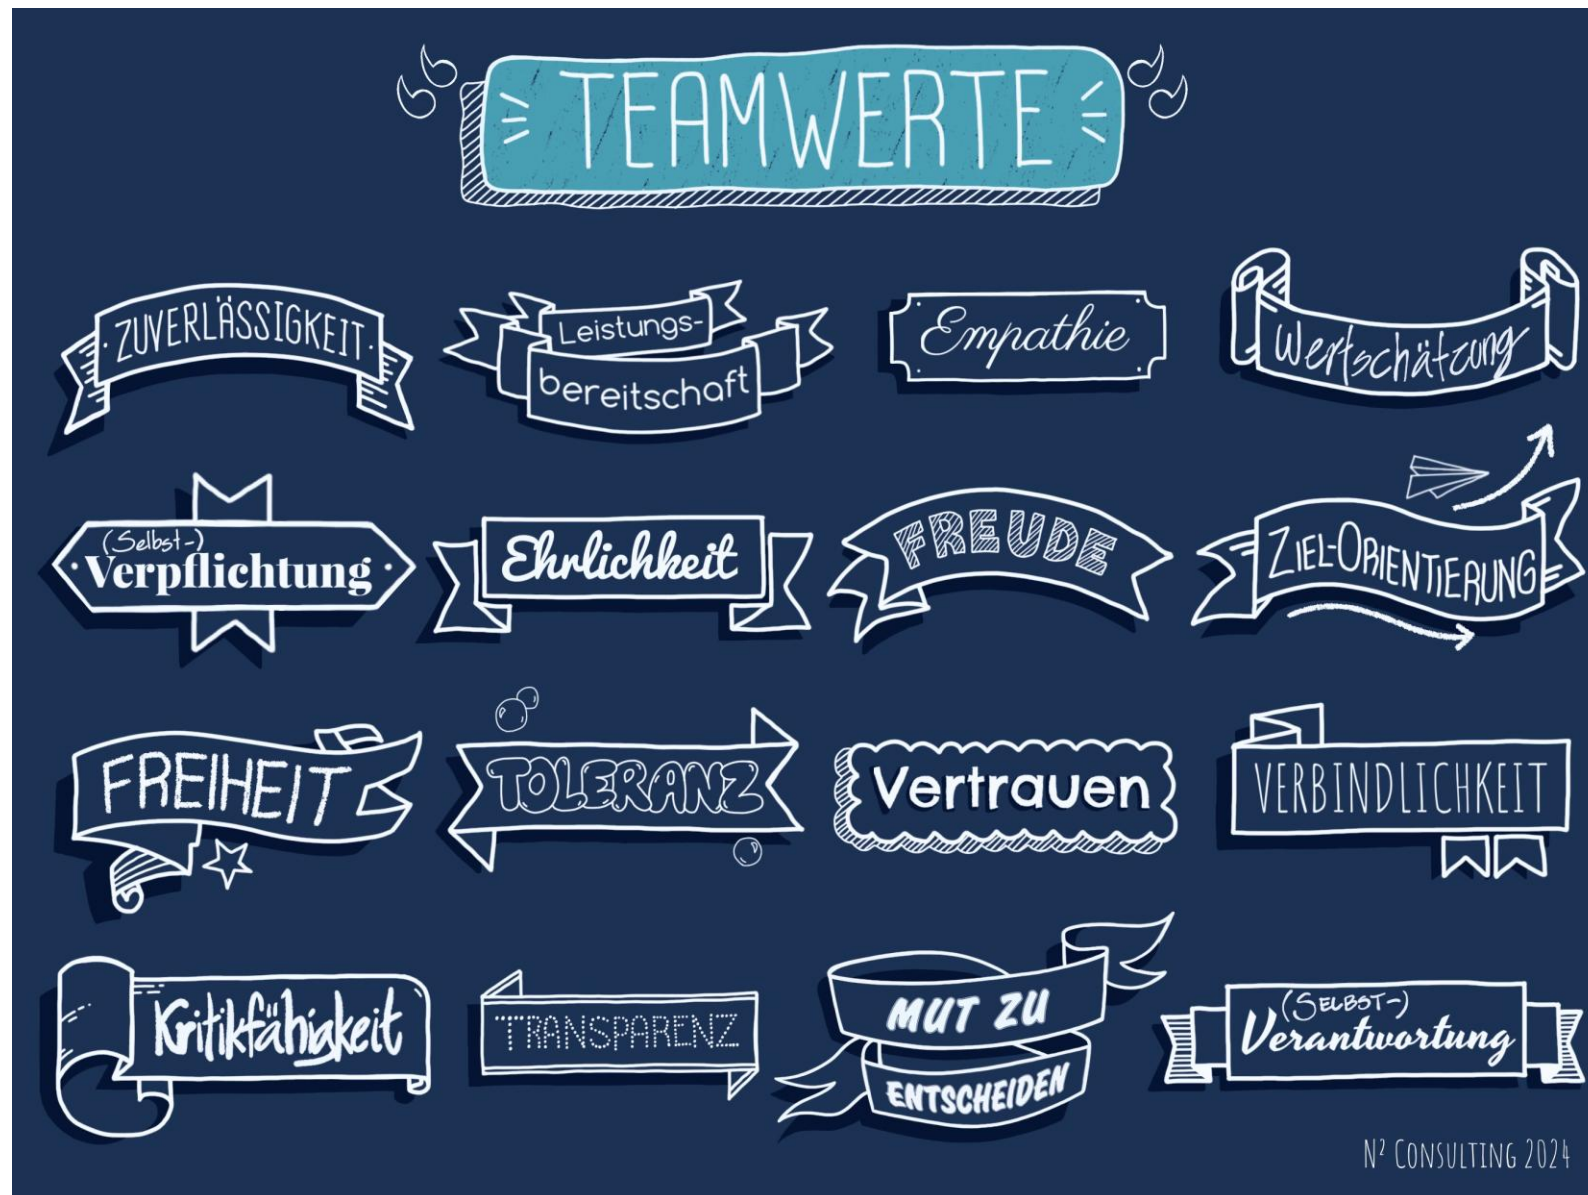 TEAMWERTE
ZUVERLÄSSIGKEIT
Leistungs-
bereitschaft
Empathie
Wertschätzung
(Selbst-)
Verpflichtung
Ehrlichkeit
FREUDE
ZIEL-ORIENTIERUNG
FREIHEIT
TOLERANZ
Vertrauen
VERBINDLICHKEIT
Kritikfähigkeit
TRANSPARENZ
MUT ZU
ENTSCHEIDEN
(SELBST-)
Verantwortung
N² CONSULTING 2024